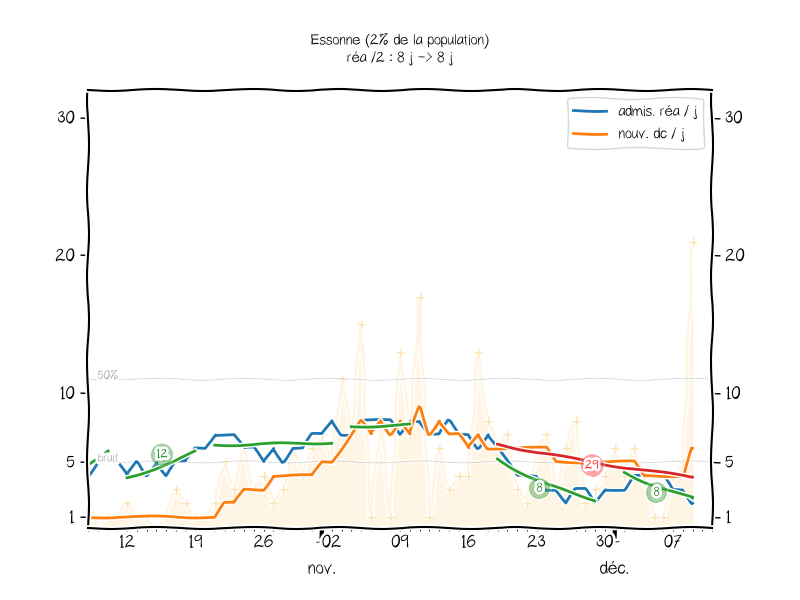 Essonne (2% de la population)
réa /2 : 8 j -> 8 j
admis. réa / j
nouv. dc / j
30
30
20
20
50%
10
10
12
bruit
5
5
29
8
8
1
1
12 19 26 02 09 16 23 30 07
nov. déc.